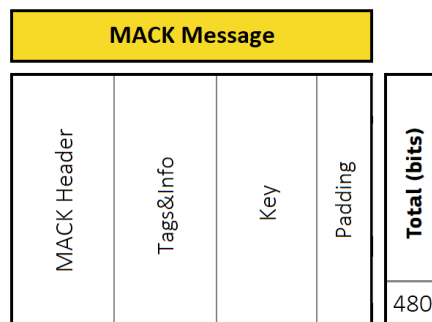 MACK Message
MACK Header
Tags&Info
Key
Padding
Total (bits)
480